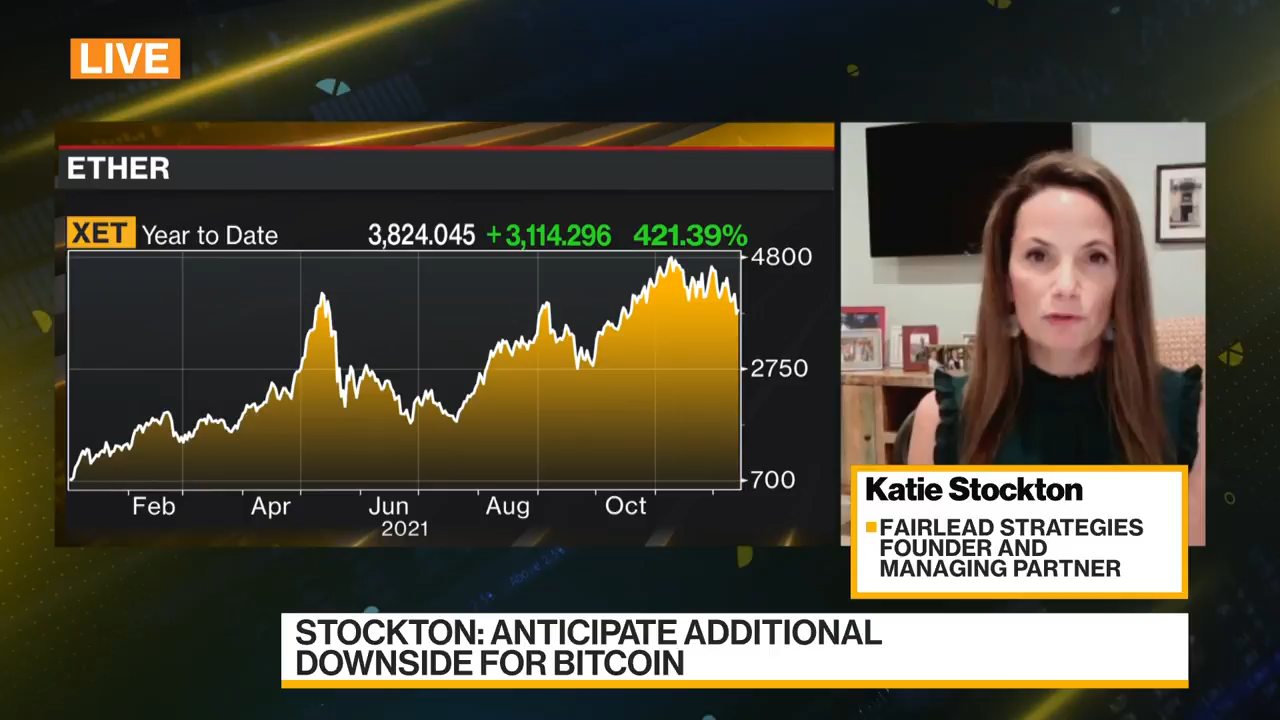 LIVE
ETHER
XET Year to Date 3,824.045 +3,114.296 421.39%
4800
2750
700
Feb Apr Jun Aug Oct
2021
Katie Stockton
FAIRLEAD STRATEGIES
FOUNDER AND
MANAGING PARTNER
STOCKTON: ANTICIPATE ADDITIONAL
DOWNSIDE FOR BITCOIN